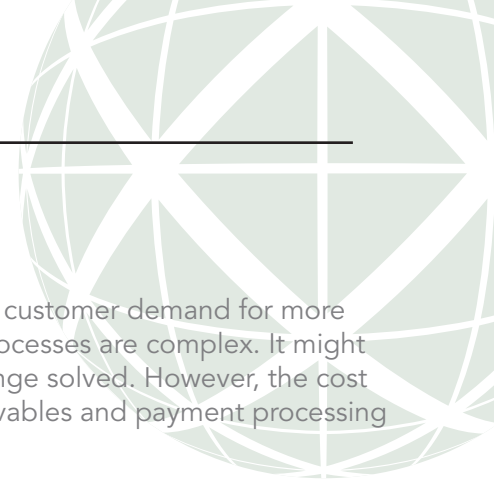 customer demand for more
ocesses are complex. It might
nge solved. However, the cost
vables and payment processing